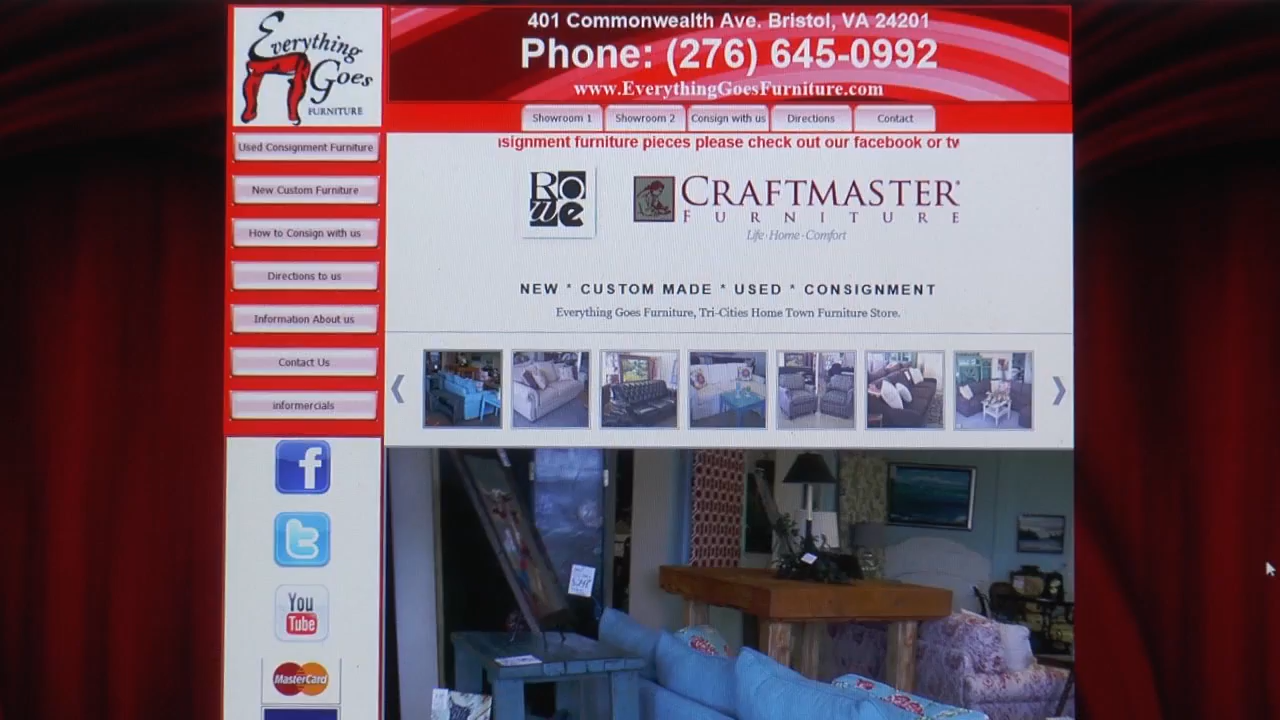 Everything
Goes
FURNITURE
401 Commonwealth Ave. Bristol, VA 24201
Phone: (276) 645-0992
www.EverythingGoesFurniture.com
Showroom 1
Showroom 2
Consign with us
Directions
Contact
signment furniture pieces please check out our facebook or tw
Used Consignment Furniture
New Custom Furniture
How to Consign with us
Directions to us
Information About us
Contact Us
informercials
Rowe
CRAFTMASTER
FURNITURE
Life·Home·Comfort
NEW * CUSTOM MADE * USED * CONSIGNMENT
Everything Goes Furniture, Tri-Cities Home Town Furniture Store.
f
t
You
Tube
MasterCard